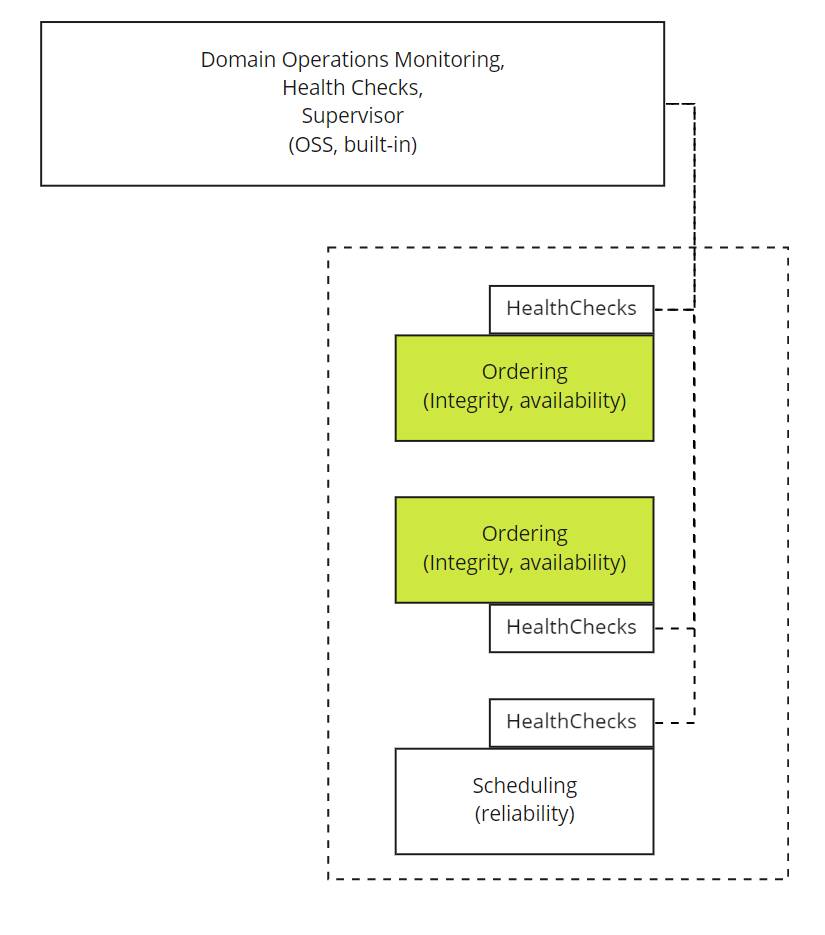 Domain Operations Monitoring,
Health Checks,
Supervisor
(OSS, built-in)
HealthChecks
Ordering
(Integrity, availability)
Ordering
(Integrity, availability)
HealthChecks
HealthChecks
Scheduling
(reliability)